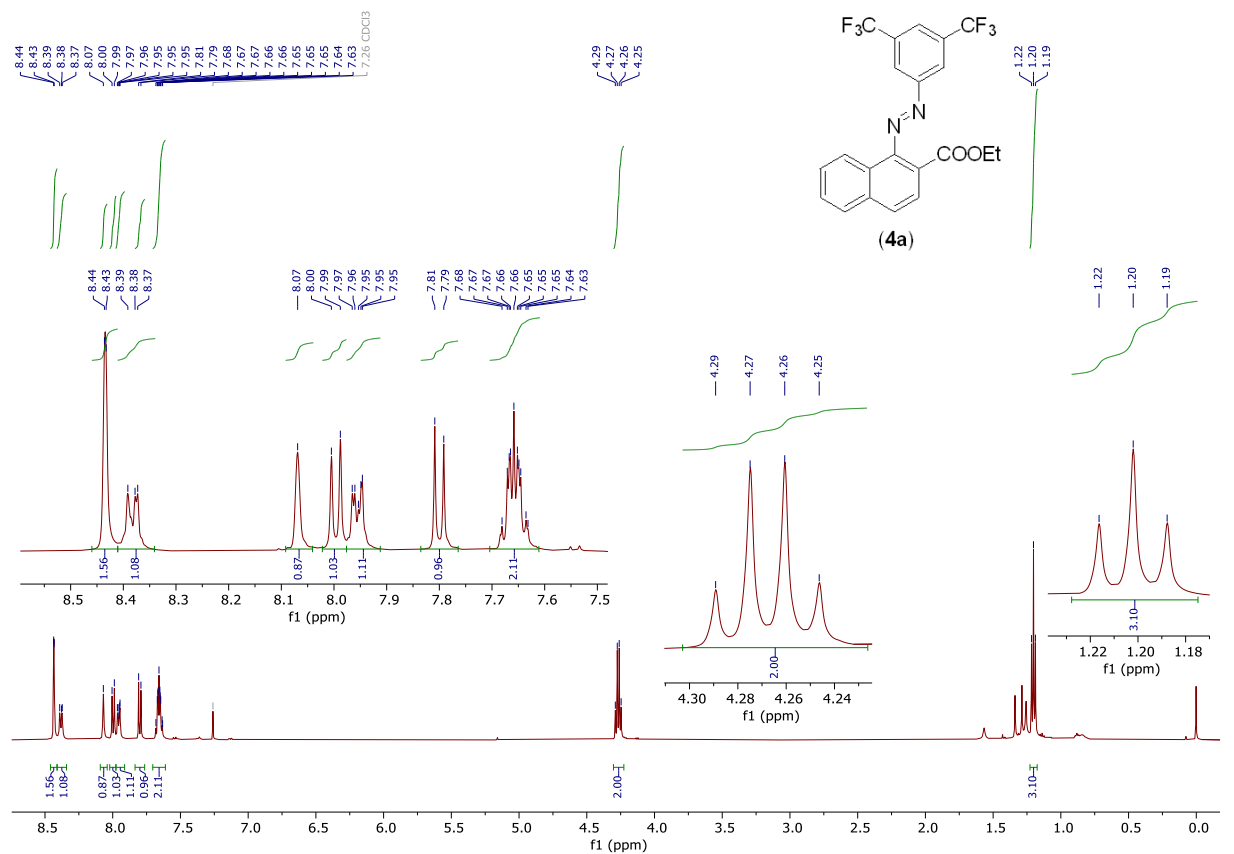 8.44 8.43 8.39 8.38 8.37 8.07 8.00 7.99 7.97 7.96 7.95 7.95 7.95 7.81 7.79 7.68 7.67 7.67 7.66 7.66 7.65 7.65 7.65 7.64 7.63 7.26 CDCl3
4.29 4.27 4.26 4.25
1.22 1.20 1.19
F3C CF3
N
N
COOEt
(4a)
8.44 8.43 8.39 8.38 8.37 8.07 8.00 7.99 7.97 7.96 7.95 7.95 7.95 7.81 7.79 7.68 7.67 7.67 7.66 7.66 7.65 7.65 7.65 7.64 7.63
1.56 1.08 0.87 1.03 1.11 0.96 2.11
8.5 8.4 8.3 8.2 8.1 8.0 7.9 7.8 7.7 7.6 7.5
f1 (ppm)
4.29 4.27 4.26 4.25
2.00
4.30 4.28 4.26 4.24
f1 (ppm)
1.22 1.20 1.19
3.10
1.22 1.20 1.18
f1 (ppm)
1.56 1.08 0.87 1.03 1.11 0.96 2.11 2.00 3.10
8.5 8.0 7.5 7.0 6.5 6.0 5.5 5.0 4.5 4.0 3.5 3.0 2.5 2.0 1.5 1.0 0.5 0.0
f1 (ppm)